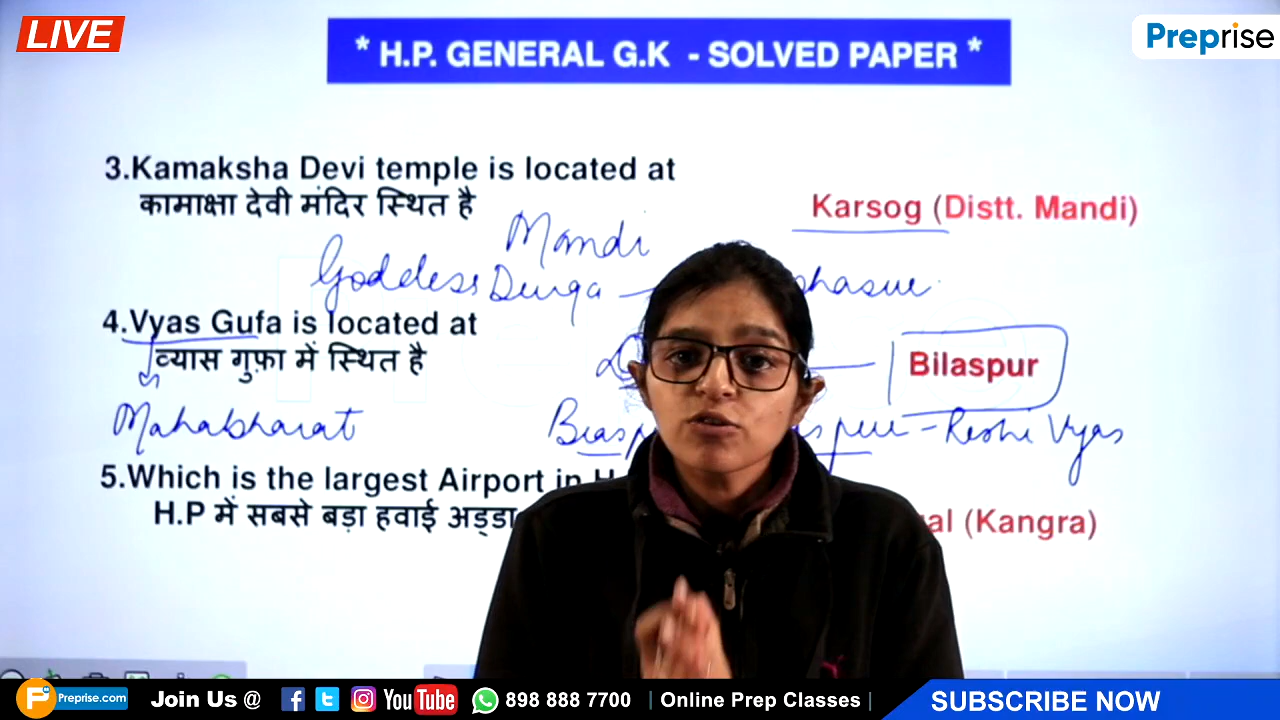 LIVE
Preprise
* H.P. GENERAL G.K - SOLVED PAPER *
3.Kamaksha Devi temple is located at
कामाक्षा देवी मंदिर स्थित है
Karsog (Distt. Mandi)
Mandi
Goddess Durga
4.Vyas Gufa is located at
व्यास गुफ़ा में स्थित है
Bilaspur
Mahabharat
Rishi Vyas
5.Which is the largest Airport in
H.P में सबसे बड़ा हवाई अड्डा
(Kangra)
Preprise.com
Join Us @
YouTube
898 888 7700
| Online Prep Classes |
SUBSCRIBE NOW